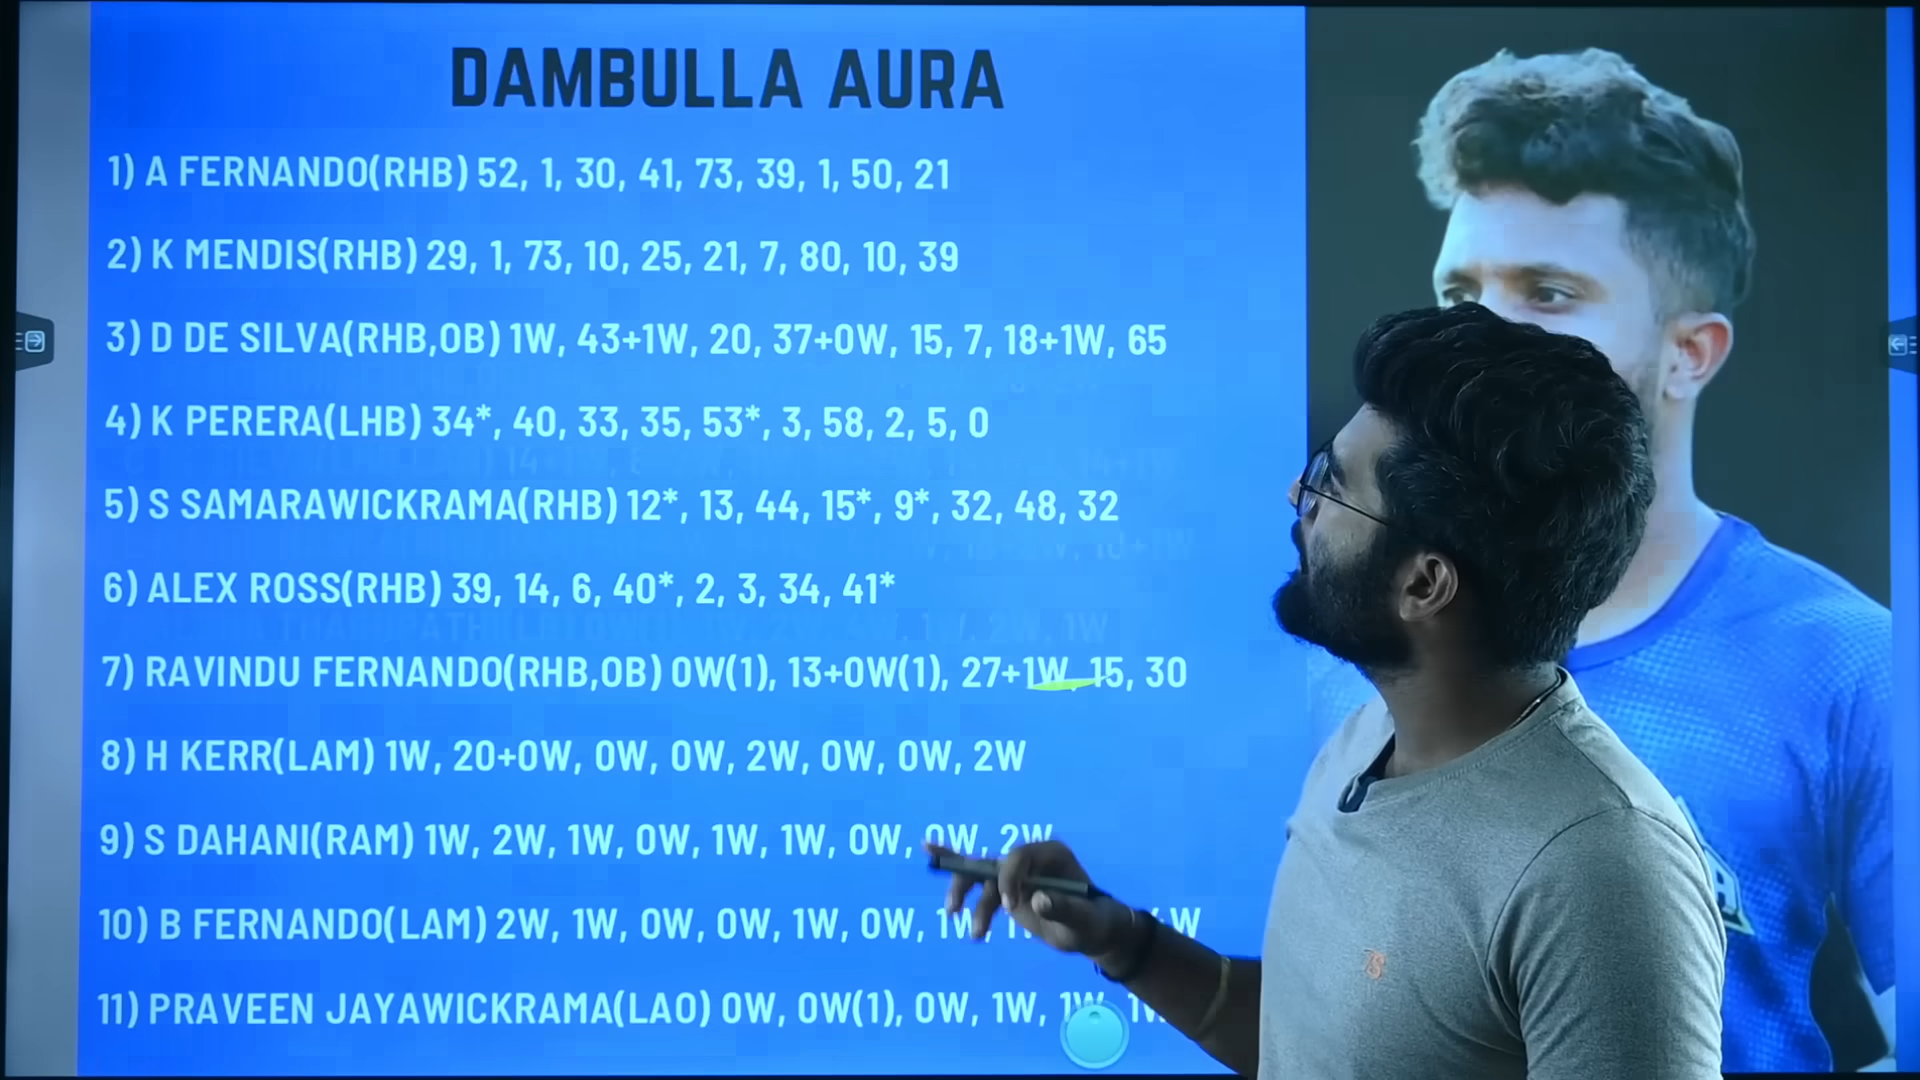 DAMBULLA AURA
1) A FERNANDO(RHB) 52, 1, 30, 41, 73, 39, 1, 50, 21
2) K MENDIS(RHB) 29, 1, 73, 10, 25, 21, 7, 80, 10, 39
3) D DE SILVA(RHB,OB) 1W, 43+1W, 20, 37+0W, 15, 7, 18+1W, 65
4) K PERERA(LHB) 34*, 40, 33, 35, 53*, 3, 58, 2, 5, 0
5) S SAMARAWICKRAMA(RHB) 12*, 13, 44, 15*, 9*, 32, 48, 32
6) ALEX ROSS(RHB) 39, 14, 6, 40*, 2, 3, 34, 41*
7) RAVINDU FERNANDO(RHB,OB) 0W(1), 13+0W(1), 27+1W, 15, 30
8) H KERR(LAM) 1W, 20+0W, 0W, 0W, 2W, 0W, 0W, 2W
9) S DAHANI(RAM) 1W, 2W, 1W, 0W, 1W, 1W, 0W, 0W, 2W
10) B FERNANDO(LAM) 2W, 1W, 0W, 0W, 1W, 0W, 1W,
11) PRAVEEN JAYAWICKRAMA(LAO) 0W, 0W(1), 0W, 1W, 1W,